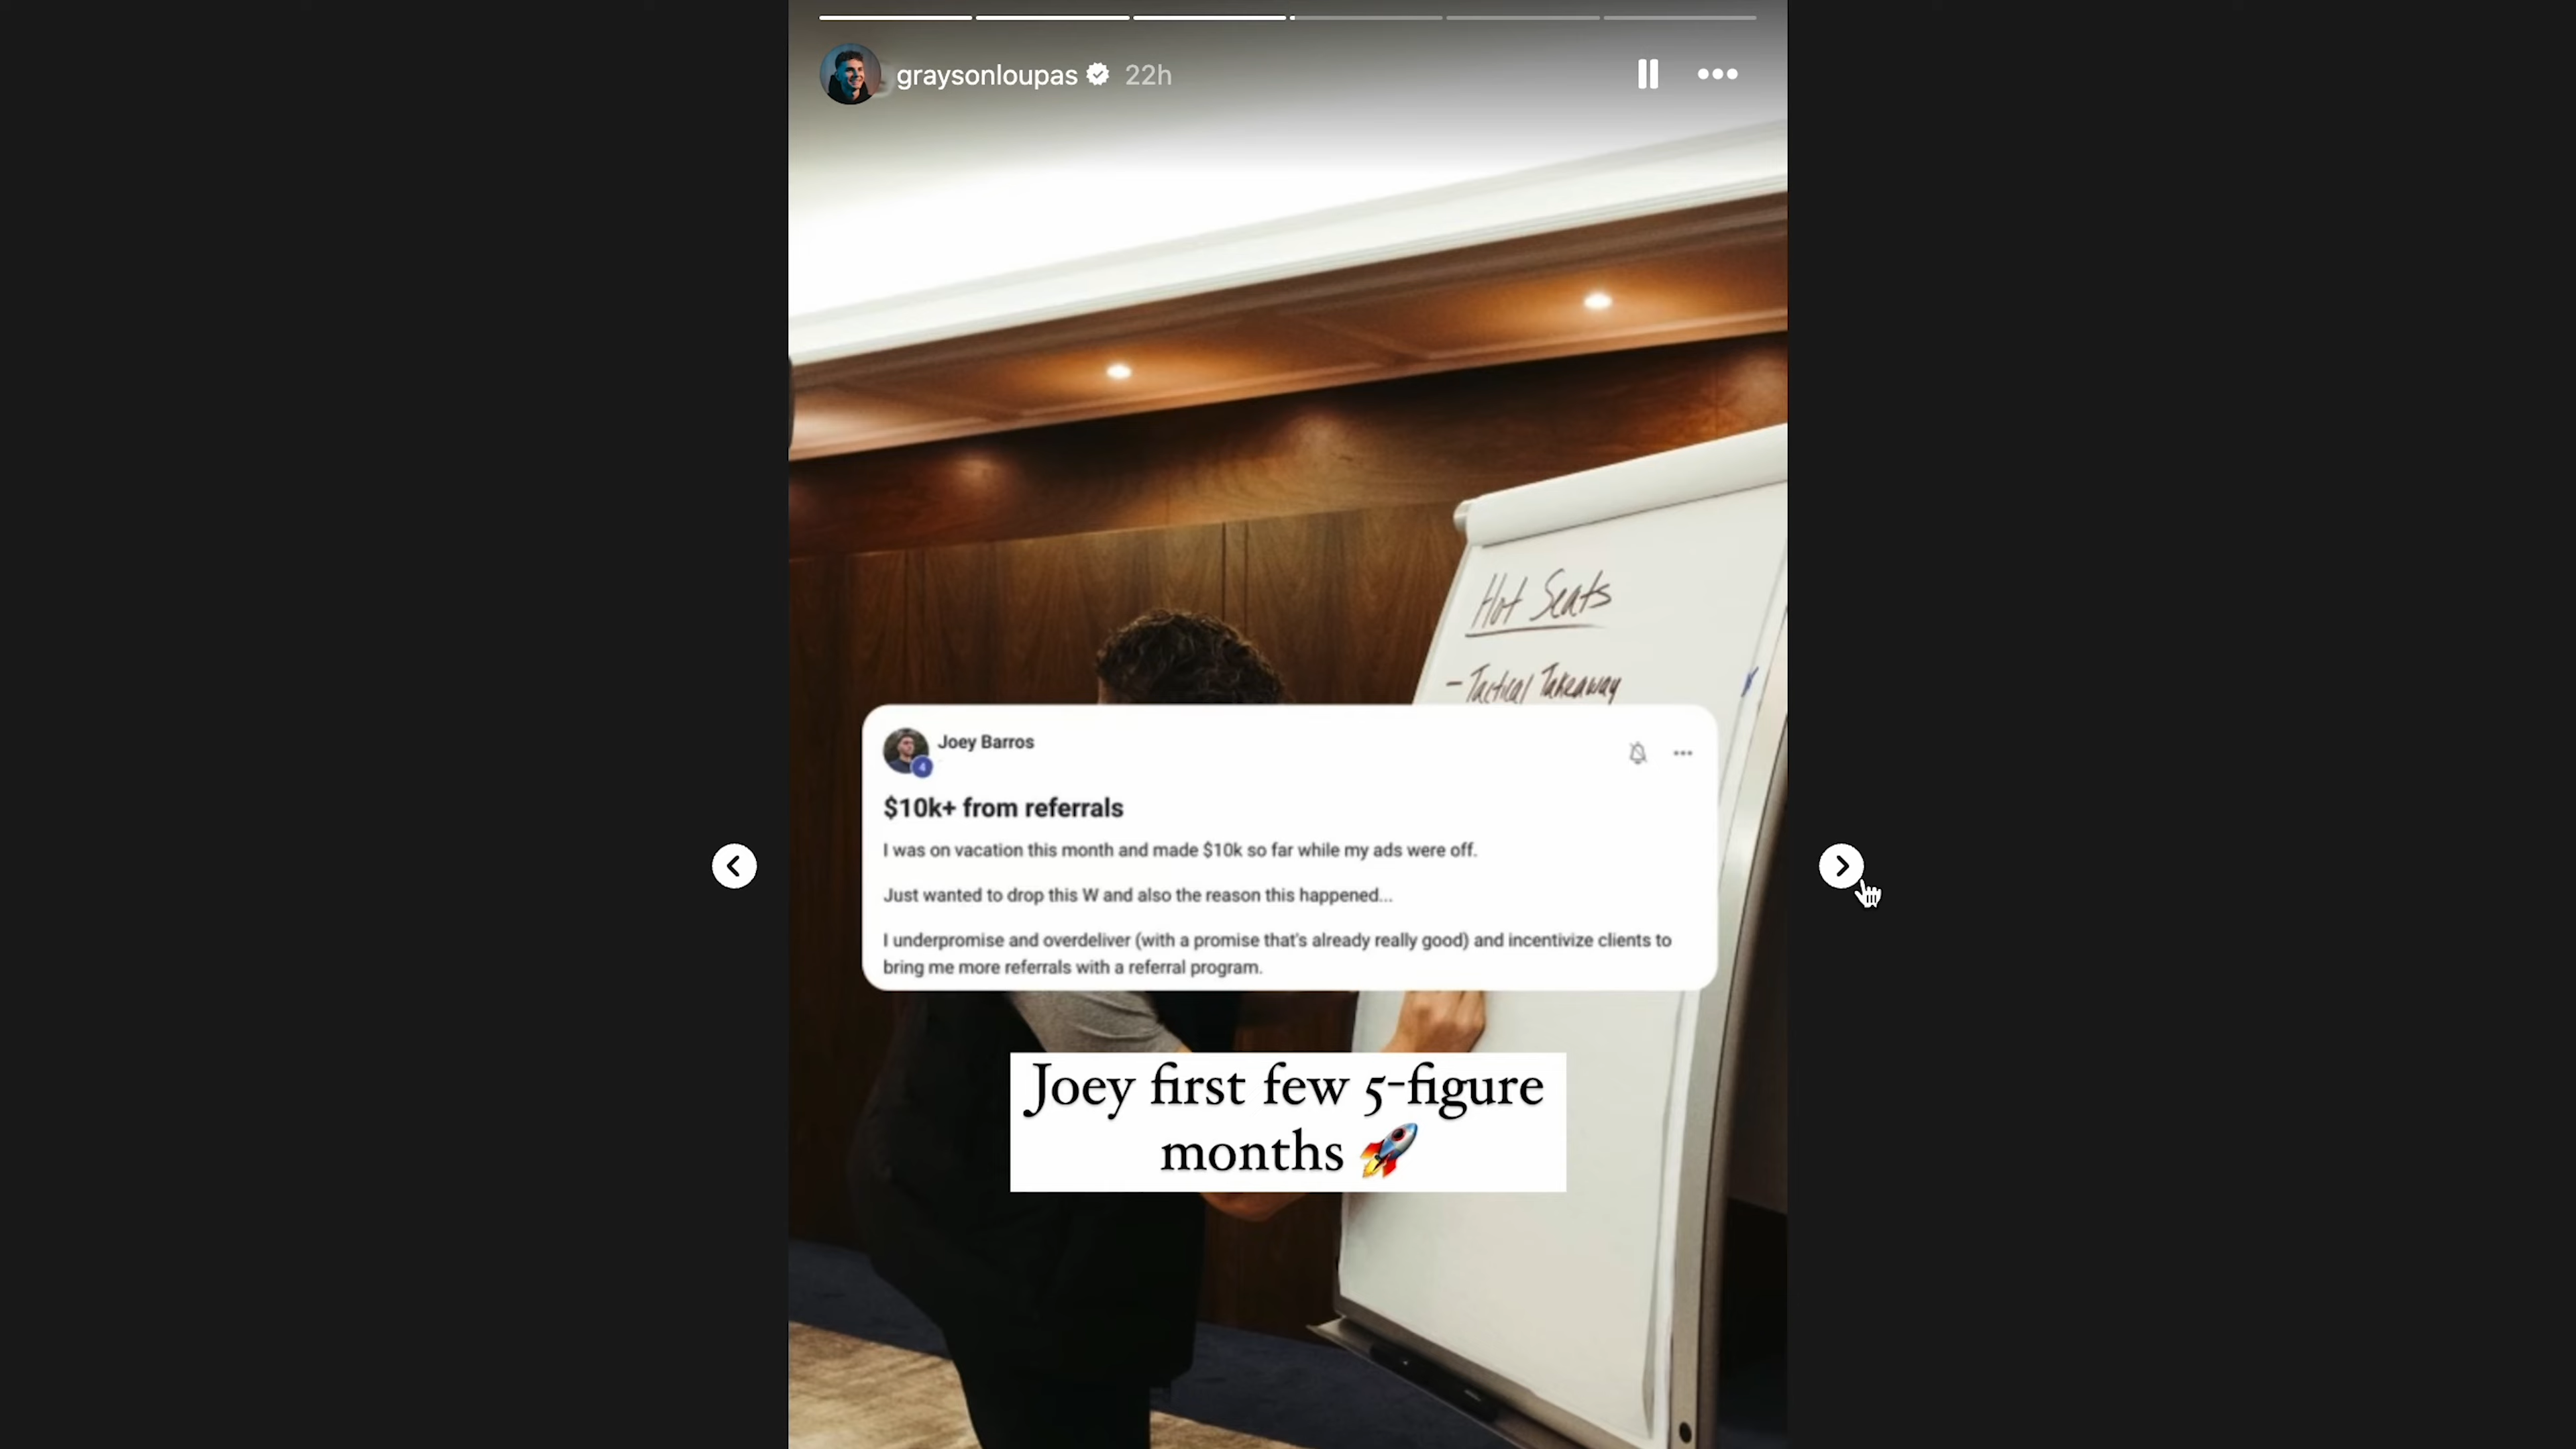 graysonloupas 22h
Hot Seats
- Tactical Takeaway
Joey Barros
4
$10k+ from referrals
I was on vacation this month and made $10k so far while my ads were off.
Just wanted to drop this W and also the reason this happened...
I underpromise and overdeliver (with a promise that's already really good) and incentivize clients to
bring me more referrals with a referral program.
Joey first few 5-figure
months 🚀